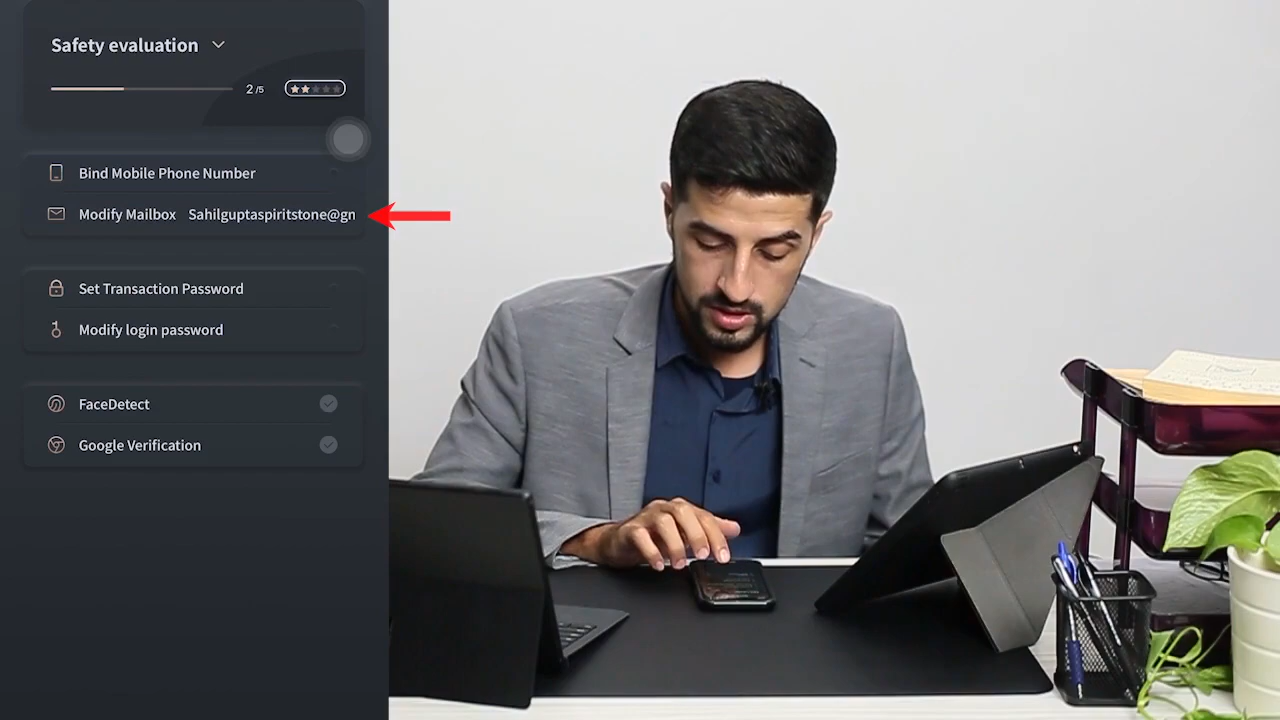 Safety evaluation
2/5
Bind Mobile Phone Number
Modify Mailbox Sahilguptaspiritstone@gn
Set Transaction Password
Modify login password
FaceDetect
Google Verification